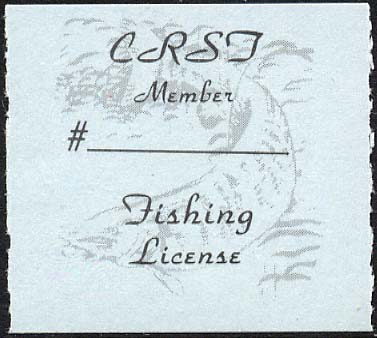 CRST
Member
#
Fishing
License